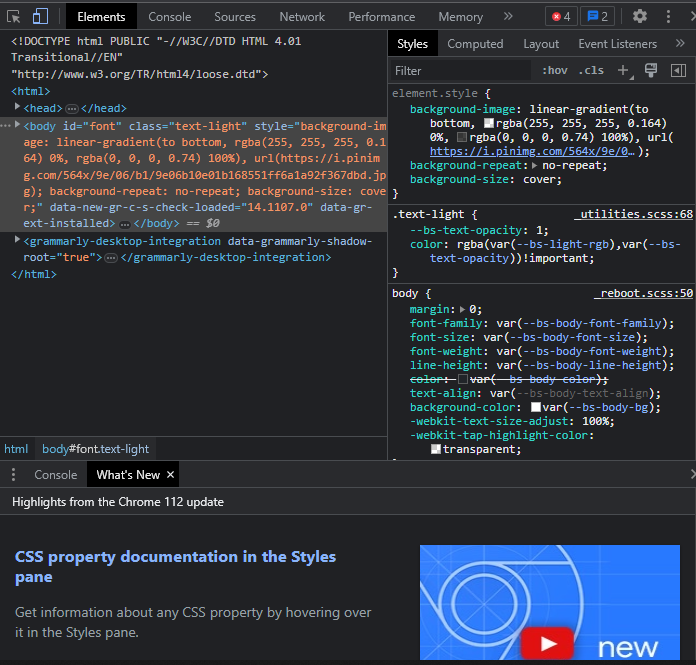 Elements Console Sources Network Performance Memory » 4 2
<!DOCTYPE html PUBLIC "-//W3C//DTD HTML 4.01
Transitional//EN"
"http://www.w3.org/TR/html4/loose.dtd">
<html>
<head> … </head>
<body id="font" class="text-light" style="background-im
age: linear-gradient(to bottom, rgba(255, 255, 255, 0.1
64) 0%, rgba(0, 0, 0, 0.74) 100%), url(https://i.pinim
g.com/564x/9e/06/b1/9e06b10e01b168551ff6a1a92f367dbd.jp
g); background-repeat: no-repeat; background-size: cove
r;" data-new-gr-c-s-check-loaded="14.1107.0" data-gr-
ext-installed> … </body> == $0
<grammarly-desktop-integration data-grammarly-shadow-
root="true"> … </grammarly-desktop-integration>
</html>
html body#font.text-light
Styles Computed Layout Event Listeners »
Filter :hov .cls +
element.style {
background-image: linear-gradient(to
bottom, rgba(255, 255, 255, 0.164)
0%, rgba(0, 0, 0, 0.74) 100%), url(
https://i.pinimg.com/564x/9e/0… );
background-repeat: no-repeat;
background-size: cover;
}
.text-light { _utilities.scss:68
--bs-text-opacity: 1;
color: rgba(var(--bs-light-rgb),var(--bs-
text-opacity))!important;
}
body { _reboot.scss:50
margin: 0;
font-family: var(--bs-body-font-family);
font-size: var(--bs-body-font-size);
font-weight: var(--bs-body-font-weight);
line-height: var(--bs-body-line-height);
color: var(--bs-body-color);
text-align: var(--bs-body-text-align);
background-color: var(--bs-body-bg);
-webkit-text-size-adjust: 100%;
-webkit-tap-highlight-color:
transparent;
Console What's New ×
Highlights from the Chrome 112 update
CSS property documentation in the Styles
pane
Get information about any CSS property by hovering over
it in the Styles pane.
new